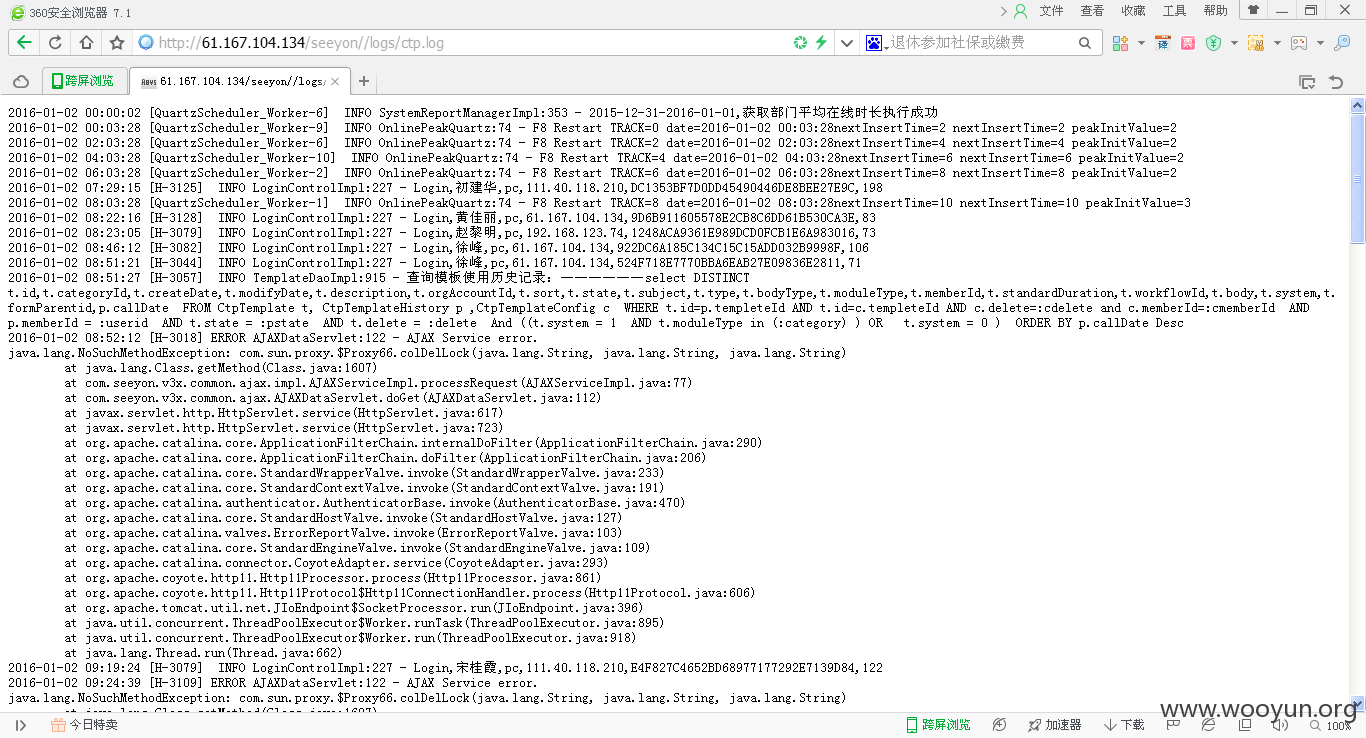 360安全浏览器 7.1
文件 查看 收藏 工具 帮助
http://61.167.104.134/seeyon//logs/ctp.log
退休参加社保或缴费
跨屏浏览
61.167.104.134/seeyon//logs/
2016-01-02 00:00:02 [QuartzScheduler_Worker-6]  INFO SystemReportManagerImpl:353 - 2015-12-31-2016-01-01,获取部门平均在线时长执行成功
2016-01-02 00:03:28 [QuartzScheduler_Worker-9]  INFO OnlinePeakQuartz:74 - F8 Restart TRACK=0 date=2016-01-02 00:03:28nextInsertTime=2 nextInsertTime=2 peakInitValue=2
2016-01-02 02:03:28 [QuartzScheduler_Worker-6]  INFO OnlinePeakQuartz:74 - F8 Restart TRACK=2 date=2016-01-02 02:03:28nextInsertTime=4 nextInsertTime=4 peakInitValue=2
2016-01-02 04:03:28 [QuartzScheduler_Worker-10]  INFO OnlinePeakQuartz:74 - F8 Restart TRACK=4 date=2016-01-02 04:03:28nextInsertTime=6 nextInsertTime=6 peakInitValue=2
2016-01-02 06:03:28 [QuartzScheduler_Worker-2]  INFO OnlinePeakQuartz:74 - F8 Restart TRACK=6 date=2016-01-02 06:03:28nextInsertTime=8 nextInsertTime=8 peakInitValue=2
2016-01-02 07:29:15 [H-3125]  INFO LoginControlImpl:227 - Login,初建华,pc,111.40.118.210,DC1353BF7D0DD45490446DE8BEE27E9C,198
2016-01-02 08:03:28 [QuartzScheduler_Worker-1]  INFO OnlinePeakQuartz:74 - F8 Restart TRACK=8 date=2016-01-02 08:03:28nextInsertTime=10 nextInsertTime=10 peakInitValue=3
2016-01-02 08:22:16 [H-3128]  INFO LoginControlImpl:227 - Login,黄佳丽,pc,61.167.104.134,9D6B911605578E2CB8C6DD61B530CA3E,83
2016-01-02 08:23:05 [H-3079]  INFO LoginControlImpl:227 - Login,赵黎明,pc,192.168.123.74,1248ACA9361E989DCD0FCB1E6A983016,73
2016-01-02 08:46:12 [H-3082]  INFO LoginControlImpl:227 - Login,徐峰,pc,61.167.104.134,922DC6A185C134C15C15ADD032B9998F,106
2016-01-02 08:51:21 [H-3044]  INFO LoginControlImpl:227 - Login,徐峰,pc,61.167.104.134,524F718E7770BBA6EAB27E09836E2811,71
2016-01-02 08:51:27 [H-3057]  INFO TemplateDaoImpl:915 - 查询模板使用历史记录：——————select DISTINCT
t.id,t.categoryId,t.createDate,t.modifyDate,t.description,t.orgAccountId,t.sort,t.state,t.subject,t.type,t.bodyType,t.moduleType,t.memberId,t.standardDuration,t.workflowId,t.body,t.system,t.
formParentid,p.callDate  FROM CtpTemplate t, CtpTemplateHistory p ,CtpTemplateConfig c  WHERE t.id=p.templeteId AND t.id=c.templeteId AND c.delete=:cdelete and c.memberId=:cmemberId  AND
p.memberId = :userid  AND t.state = :pstate  AND t.delete = :delete  And ((t.system = 1  AND t.moduleType in (:category) ) OR   t.system = 0 )  ORDER BY p.callDate Desc
2016-01-02 08:52:12 [H-3018] ERROR AJAXDataServlet:122 - AJAX Service error.
java.lang.NoSuchMethodException: com.sun.proxy.$Proxy66.colDelLock(java.lang.String, java.lang.String, java.lang.String)
at java.lang.Class.getMethod(Class.java:1607)
at com.seeyon.v3x.common.ajax.impl.AJAXServiceImpl.processRequest(AJAXServiceImpl.java:77)
at com.seeyon.v3x.common.ajax.AJAXDataServlet.doGet(AJAXDataServlet.java:112)
at javax.servlet.http.HttpServlet.service(HttpServlet.java:617)
at javax.servlet.http.HttpServlet.service(HttpServlet.java:723)
at org.apache.catalina.core.ApplicationFilterChain.internalDoFilter(ApplicationFilterChain.java:290)
at org.apache.catalina.core.ApplicationFilterChain.doFilter(ApplicationFilterChain.java:206)
at org.apache.catalina.core.StandardWrapperValve.invoke(StandardWrapperValve.java:233)
at org.apache.catalina.core.StandardContextValve.invoke(StandardContextValve.java:191)
at org.apache.catalina.authenticator.AuthenticatorBase.invoke(AuthenticatorBase.java:470)
at org.apache.catalina.core.StandardHostValve.invoke(StandardHostValve.java:127)
at org.apache.catalina.valves.ErrorReportValve.invoke(ErrorReportValve.java:103)
at org.apache.catalina.core.StandardEngineValve.invoke(StandardEngineValve.java:109)
at org.apache.catalina.connector.CoyoteAdapter.service(CoyoteAdapter.java:293)
at org.apache.coyote.http11.Http11Processor.process(Http11Processor.java:861)
at org.apache.coyote.http11.Http11Protocol$Http11ConnectionHandler.process(Http11Protocol.java:606)
at org.apache.tomcat.util.net.JIoEndpoint$SocketProcessor.run(JIoEndpoint.java:396)
at java.util.concurrent.ThreadPoolExecutor$Worker.runTask(ThreadPoolExecutor.java:895)
at java.util.concurrent.ThreadPoolExecutor$Worker.run(ThreadPoolExecutor.java:918)
at java.lang.Thread.run(Thread.java:662)
2016-01-02 09:19:24 [H-3079]  INFO LoginControlImpl:227 - Login,宋桂霞,pc,111.40.118.210,E4F827C4652BD68977177292E7139D84,122
2016-01-02 09:24:39 [H-3109] ERROR AJAXDataServlet:122 - AJAX Service error.
java.lang.NoSuchMethodException: com.sun.proxy.$Proxy66.colDelLock(java.lang.String, java.lang.String, java.lang.String)
at java.lang.Class.getMethod(Class.java:1607)
www.wooyun.org
今日特卖
跨屏浏览 加速器 下载 100%